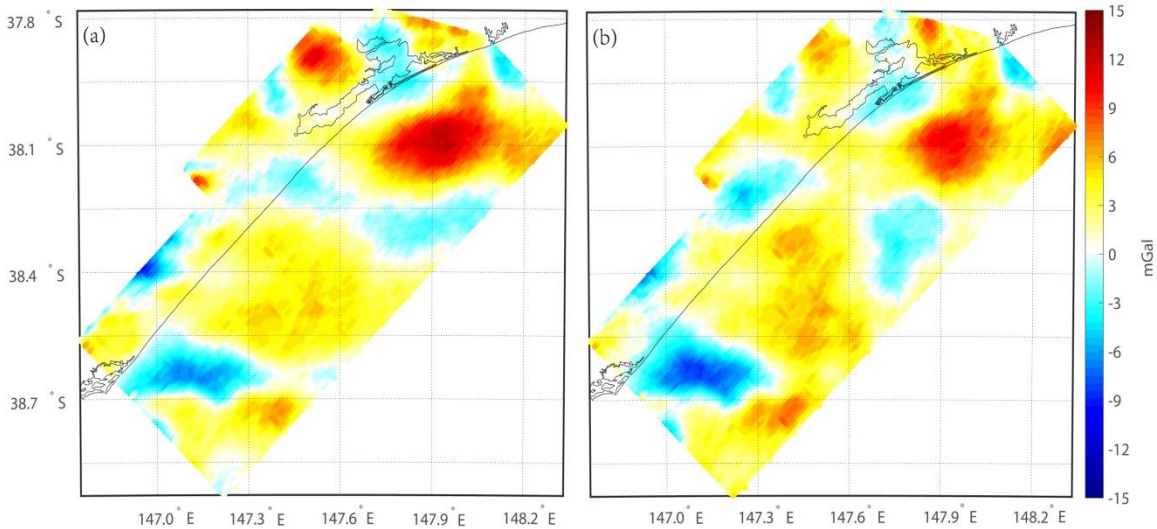 (a)
(b)
37.8 ° S
38.1 ° S
38.4 ° S
38.7 ° S
147.0° E 147.3° E 147.6° E 147.9° E 148.2° E
147.0° E 147.3° E 147.6° E 147.9° E 148.2° E
15
12
9
6
3
0
-3
-6
-9
-12
-15
mGal